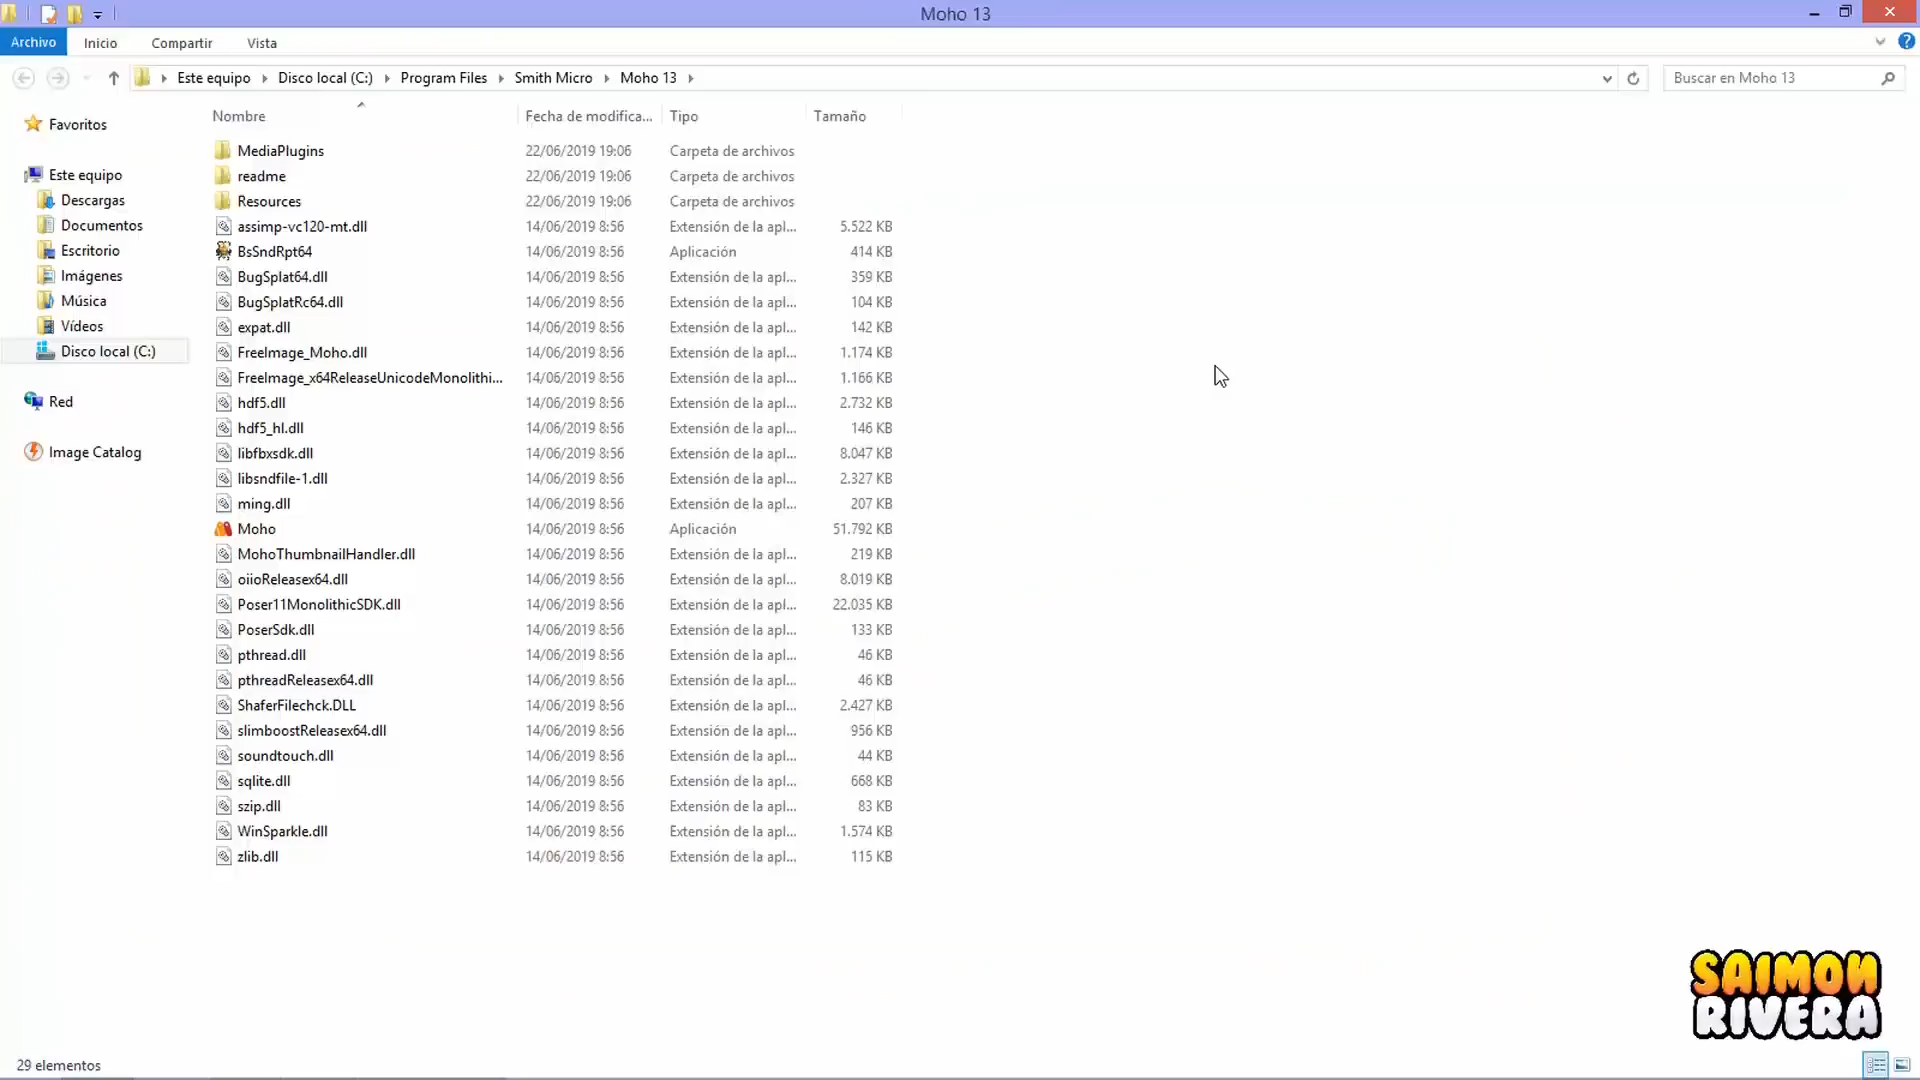 Moho 13
Archivo Inicio Compartir Vista
Este equipo Disco local (C:) Program Files Smith Micro Moho 13 Buscar en Moho 13
Nombre Fecha de modifica... Tipo Tamaño
Favoritos
Este equipo
Descargas
Documentos
Escritorio
Imágenes
Música
Vídeos
Disco local (C:)
Red
Image Catalog
MediaPlugins 22/06/2019 19:06 Carpeta de archivos
readme 22/06/2019 19:06 Carpeta de archivos
Resources 22/06/2019 19:06 Carpeta de archivos
assimp-vc120-mt.dll 14/06/2019 8:56 Extensión de la apl... 5.522 KB
BsSndRpt64 14/06/2019 8:56 Aplicación 414 KB
BugSplat64.dll 14/06/2019 8:56 Extensión de la apl... 359 KB
BugSplatRc64.dll 14/06/2019 8:56 Extensión de la apl... 104 KB
expat.dll 14/06/2019 8:56 Extensión de la apl... 142 KB
FreeImage_Moho.dll 14/06/2019 8:56 Extensión de la apl... 1.174 KB
FreeImage_x64ReleaseUnicodeMonolithi... 14/06/2019 8:56 Extensión de la apl... 1.166 KB
hdf5.dll 14/06/2019 8:56 Extensión de la apl... 2.732 KB
hdf5_hl.dll 14/06/2019 8:56 Extensión de la apl... 146 KB
libfbxsdk.dll 14/06/2019 8:56 Extensión de la apl... 8.047 KB
libsndfile-1.dll 14/06/2019 8:56 Extensión de la apl... 2.327 KB
ming.dll 14/06/2019 8:56 Extensión de la apl... 207 KB
Moho 14/06/2019 8:56 Aplicación 51.792 KB
MohoThumbnailHandler.dll 14/06/2019 8:56 Extensión de la apl... 219 KB
oiioReleasex64.dll 14/06/2019 8:56 Extensión de la apl... 8.019 KB
Poser11MonolithicSDK.dll 14/06/2019 8:56 Extensión de la apl... 22.035 KB
PoserSdk.dll 14/06/2019 8:56 Extensión de la apl... 133 KB
pthread.dll 14/06/2019 8:56 Extensión de la apl... 46 KB
pthreadReleasex64.dll 14/06/2019 8:56 Extensión de la apl... 46 KB
ShaferFilechck.DLL 14/06/2019 8:56 Extensión de la apl... 2.427 KB
slimboostReleasex64.dll 14/06/2019 8:56 Extensión de la apl... 956 KB
soundtouch.dll 14/06/2019 8:56 Extensión de la apl... 44 KB
sqlite.dll 14/06/2019 8:56 Extensión de la apl... 668 KB
szip.dll 14/06/2019 8:56 Extensión de la apl... 83 KB
WinSparkle.dll 14/06/2019 8:56 Extensión de la apl... 1.574 KB
zlib.dll 14/06/2019 8:56 Extensión de la apl... 115 KB
SAIMON
RIVERA
29 elementos